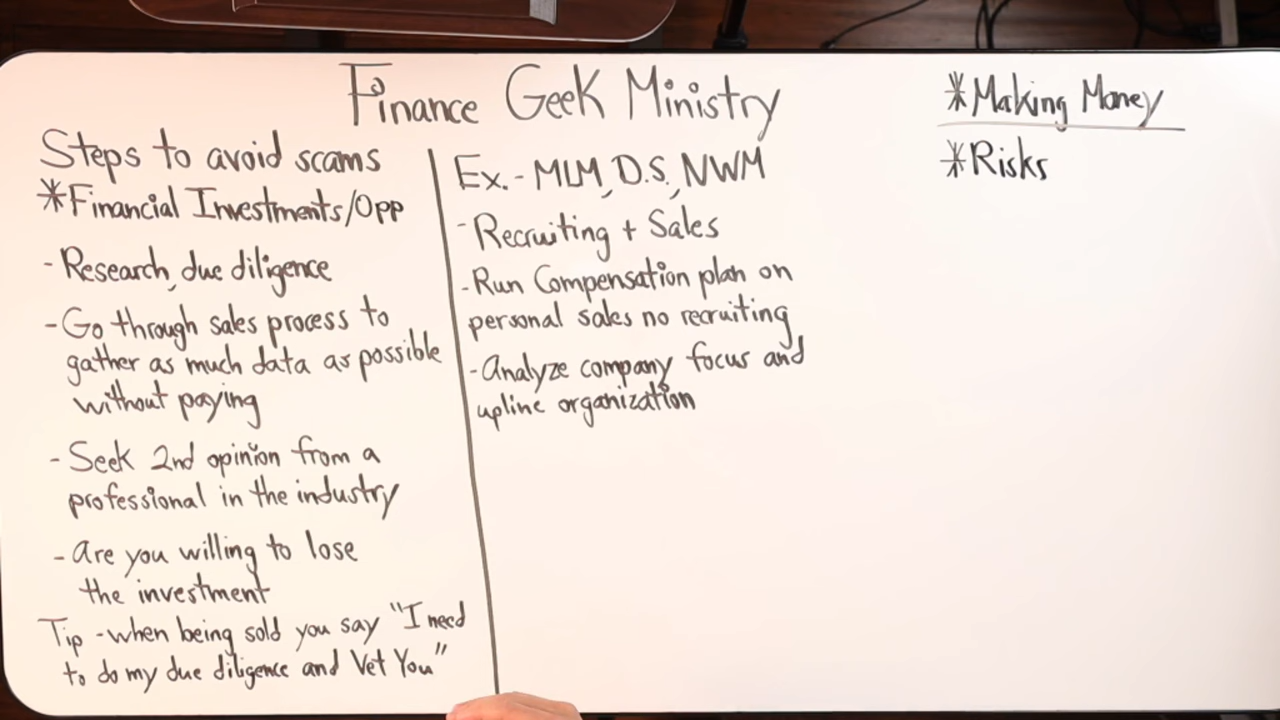 Finance Geek Ministry
Steps to avoid scams
*Financial Investments/Opp
- Research, due diligence
- Go through sales process to
gather as much data as possible
without paying
- Seek 2nd opinion from a
professional in the industry
- Are you willing to lose
the investment
Tip - when being sold you say "I need
to do my due diligence and Vet You"
Ex. - MLM, D.S., NWM
- Recruiting + Sales
- Run Compensation plan on
personal sales no recruiting
- Analyze company focus and
upline organization
*Making Money
*Risks